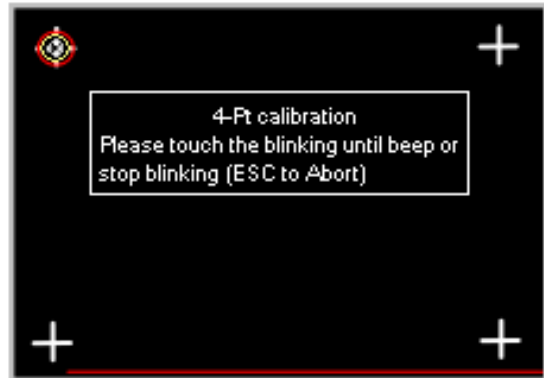 4-Pt calibration
Please touch the blinking until beep or
stop blinking (ESC to Abort)